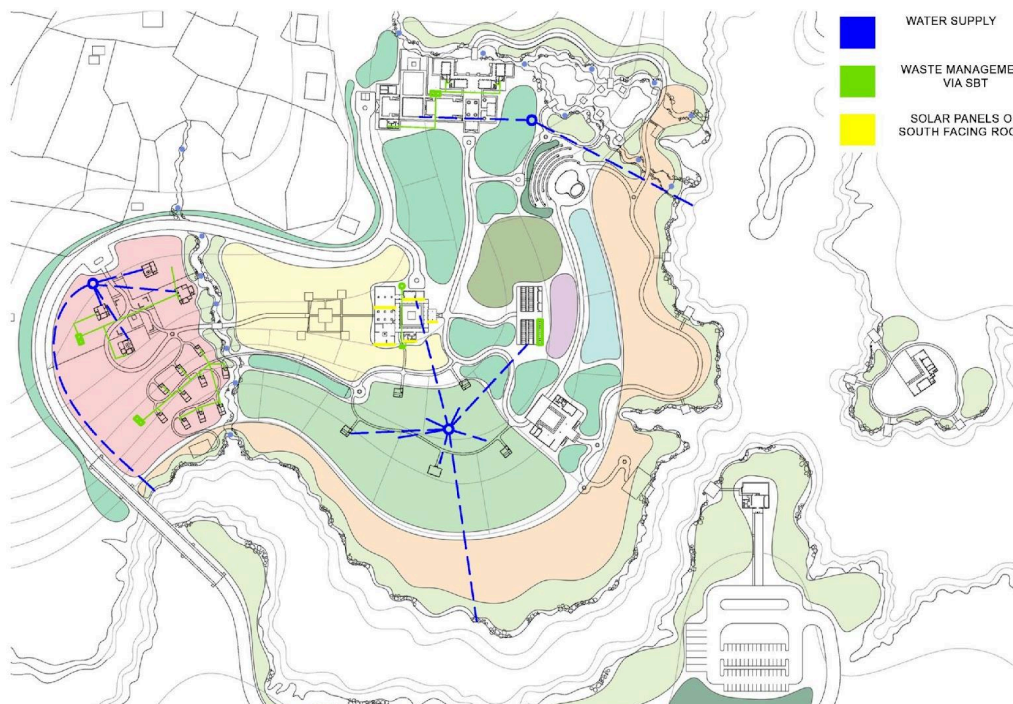 WATER SUPPLY
WASTE MANAGEME
VIA SBT
SOLAR PANELS O
SOUTH FACING ROO